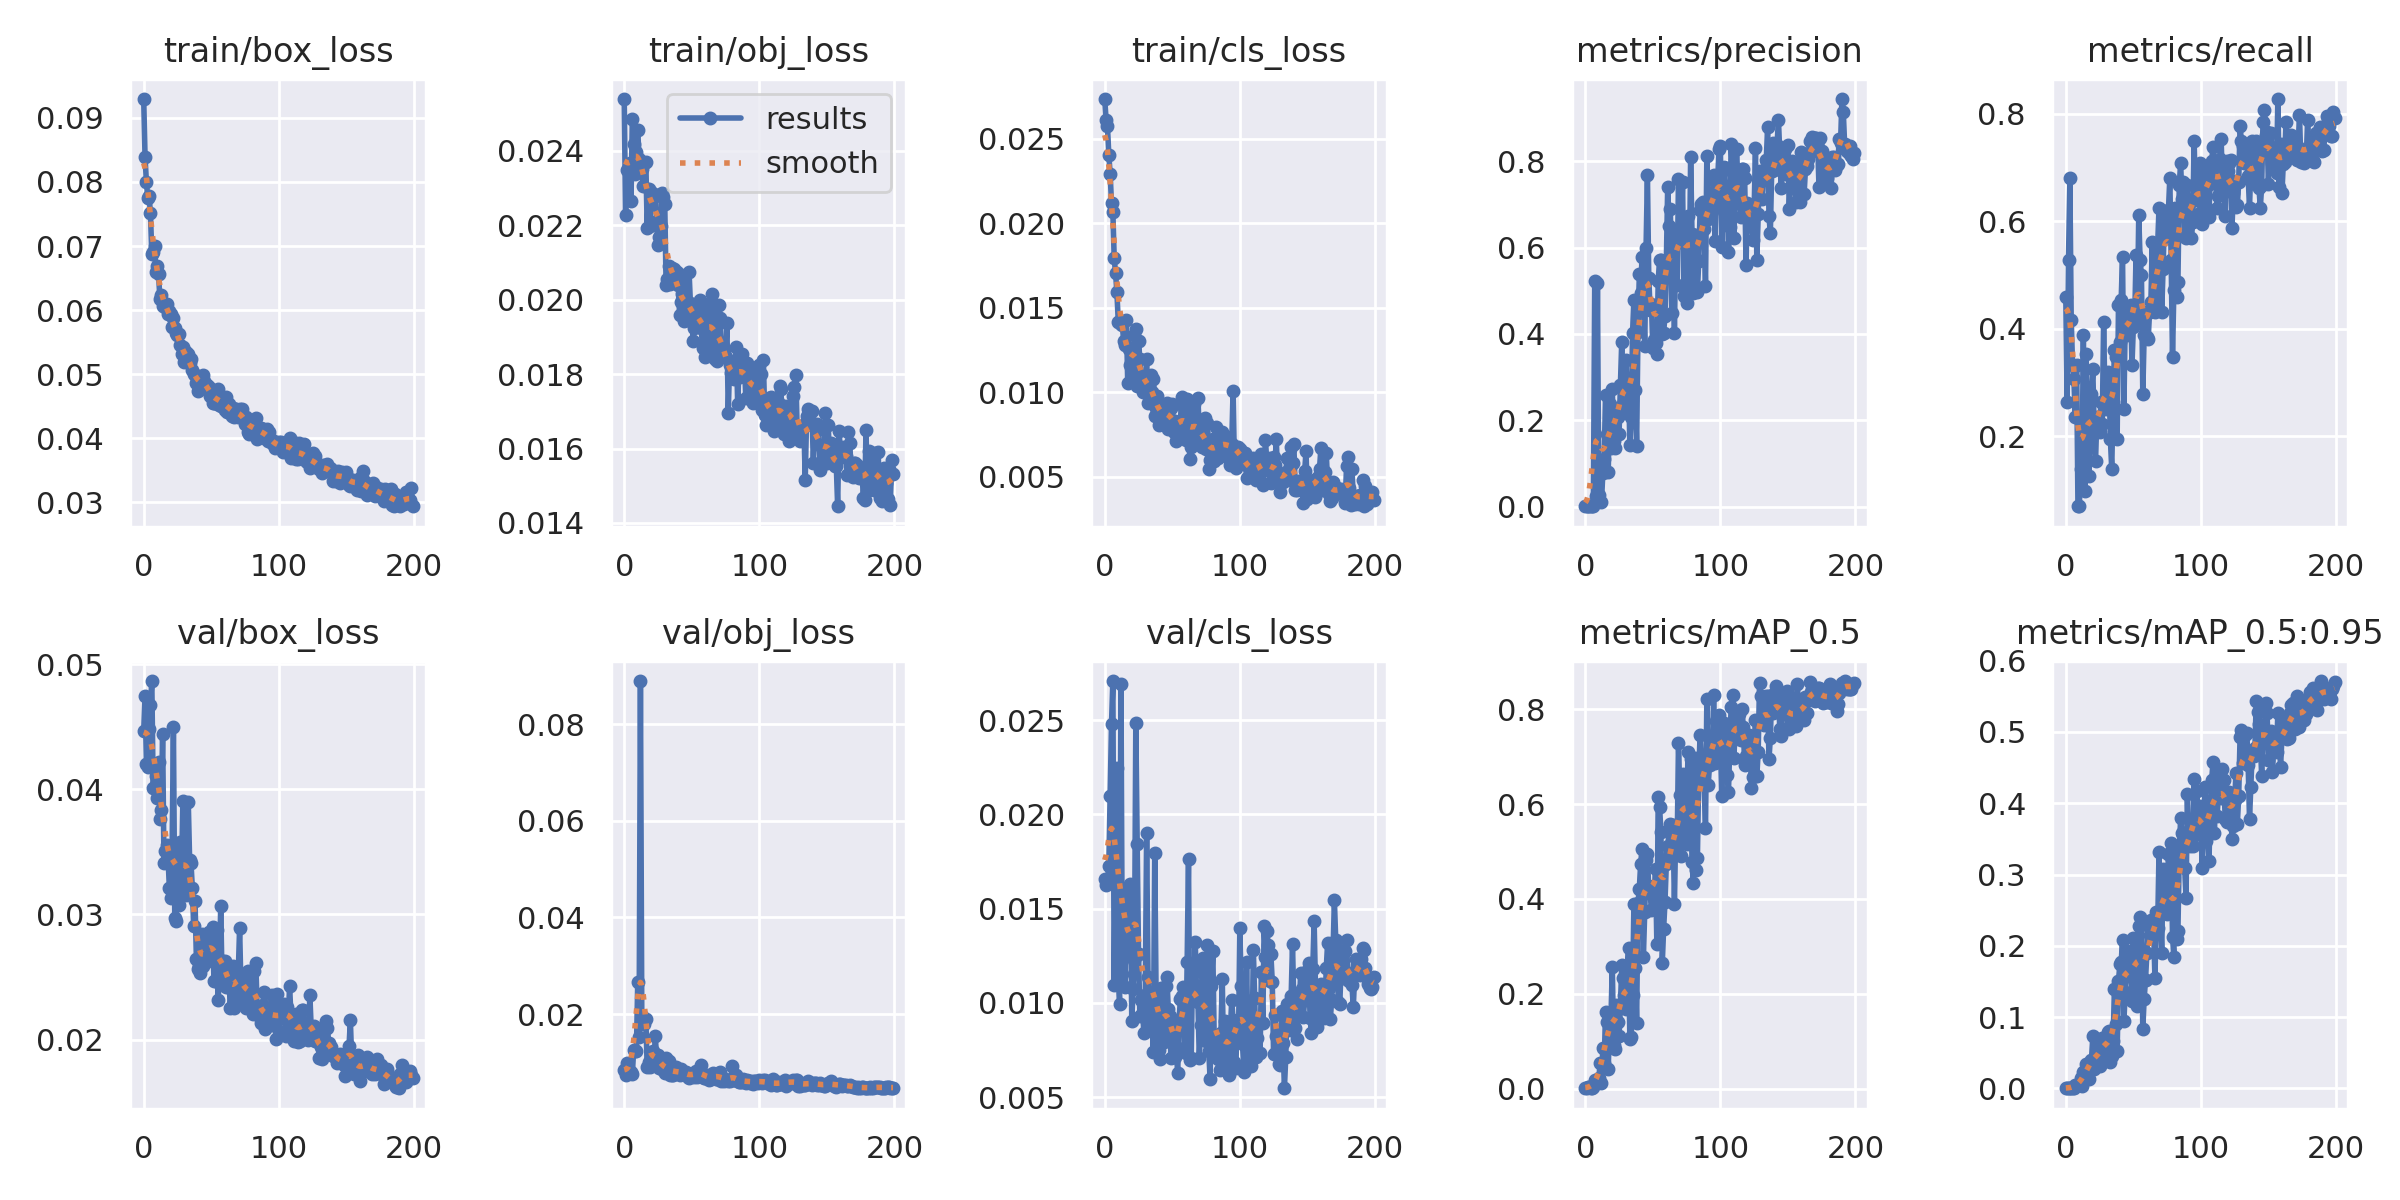 train/box_loss
0.09
0.08
0.07
0.06
0.05
0.04
0.03
0 100 200
train/obj_loss
results
smooth
0.024
0.022
0.020
0.018
0.016
0.014
0 100 200
train/cls_loss
0.025
0.020
0.015
0.010
0.005
0 100 200
metrics/precision
0.8
0.6
0.4
0.2
0.0
0 100 200
metrics/recall
0.8
0.6
0.4
0.2
0 100 200
val/box_loss
0.05
0.04
0.03
0.02
0 100 200
val/obj_loss
0.08
0.06
0.04
0.02
0 100 200
val/cls_loss
0.025
0.020
0.015
0.010
0.005
0 100 200
metrics/mAP_0.5
0.8
0.6
0.4
0.2
0.0
0 100 200
metrics/mAP_0.5:0.95
0.6
0.5
0.4
0.3
0.2
0.1
0.0
0 100 200